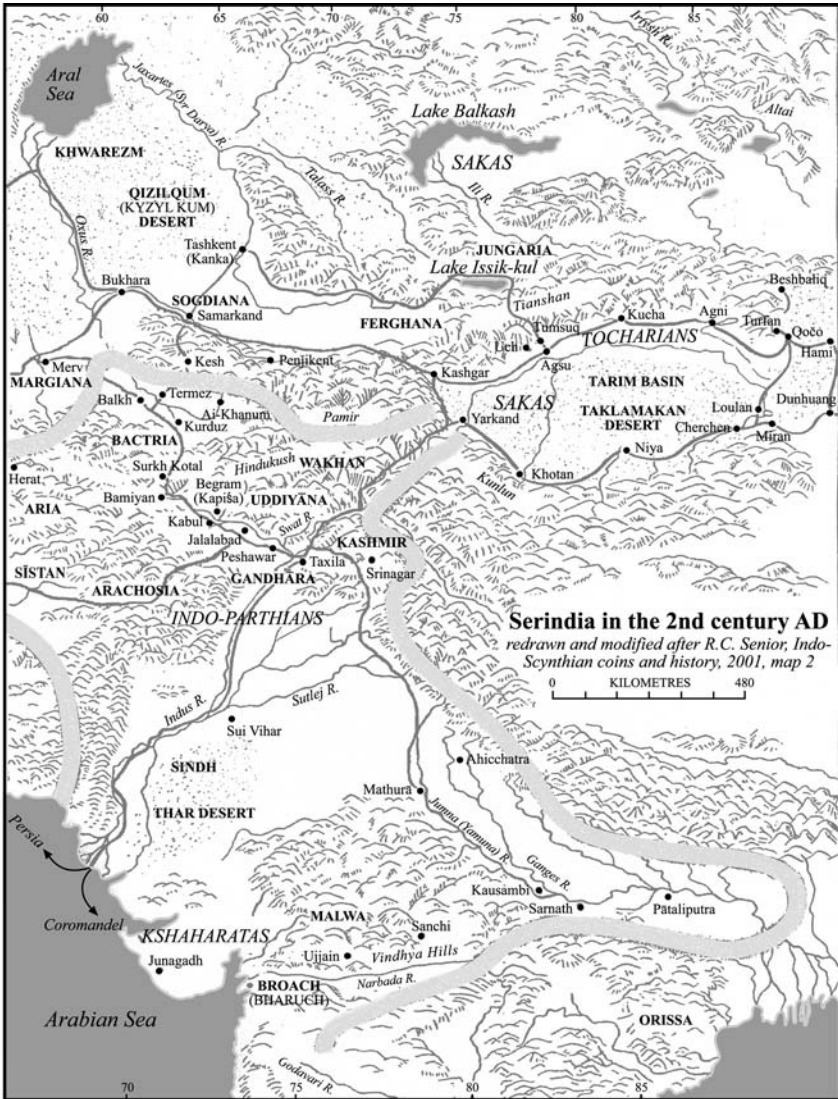 60
65
70
75
80
85
Aral
Sea
Jaxartes (Syr Darya) R.
Irtysh R.
Altai
Lake Balkash
KHWAREZM
SAKAS
Talass R.
Ili R.
QIZILQUM
(KYZYL KUM)
DESERT
Oxus R.
Tashkent
(Kanka)
JUNGARIA
Lake Issik-kul
Tianshan
Beshbaliq
Bukhara
SOGDIANA
Samarkand
FERGHANA
Kucha
Agni
Turfan
Qočo
Tumsuq
TOCHARIANS
Hami
Merv
Kesh
Penjikent
Kashgar
Agsu
MARGIANA
TARIM BASIN
Balkh
Termez
Ai-Khanum
Pamir
SAKAS
Yarkand
TAKLAMAKAN
DESERT
Loulan
Dunhuang
Kurduz
Cherchen
Miran
BACTRIA
Niya
Surkh Kotal
Hindukush
WAKHAN
Khotan
Kunlun
Herat
Begram
(Kapiśa)
UDDIYĀNA
Bamiyan
ARIA
Kabul
Swat R.
KASHMIR
Jalalabad
Peshawar
Taxila
Srinagar
SĪSTAN
GANDHĀRA
ARACHOSIA
INDO-PARTHIANS
Serindia in the 2nd century AD
redrawn and modified after R.C. Senior, Indo-
Scynthian coins and history, 2001, map 2
0 KILOMETRES 480
Indus R.
Sutlej R.
Sui Vihar
SINDH
Ahicchatra
THAR DESERT
Mathura
Jumna (Yamuna) R.
Persia
Ganges R.
Kausambi
Sarnath
Pātaliputra
Coromandel
MALWA
KSHAHARATAS
Sanchi
Junagadh
Ujjain
Vindhya Hills
BROACH
(BHARUCH)
Narbada R.
Arabian Sea
ORISSA
Godavari R.
70
75
80
85